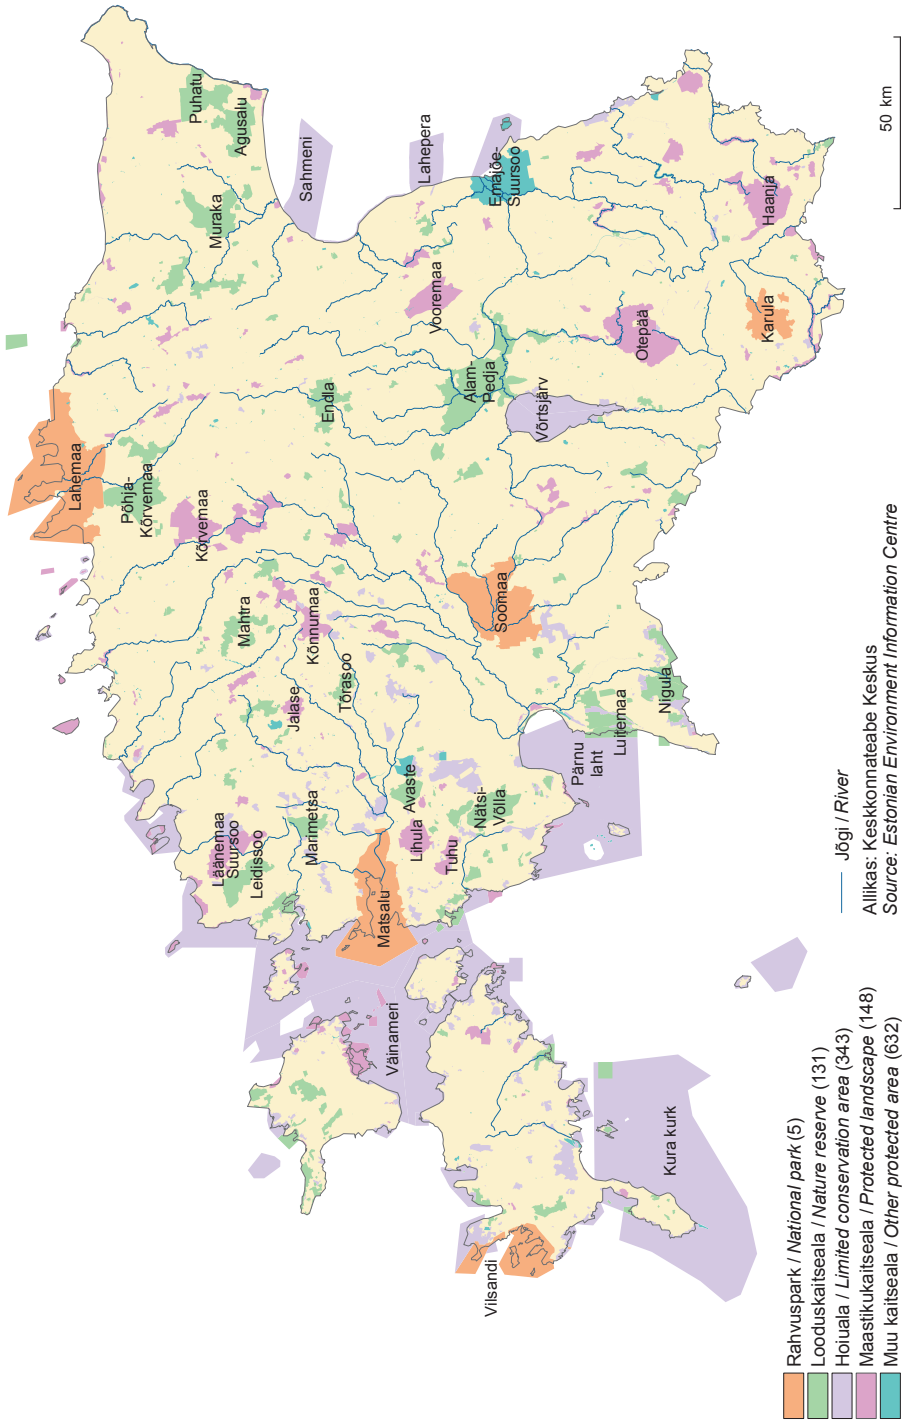 Lahemaa
Põhja-
Kõrvemaa
Kõrvemaa
Puhatu
Agusalu
Muraka
Sahmeni
Lahepera
Emajõe-
Suursoo
Vooremaa
Endla
Alam-
Pedja
Võrtsjärv
Otepää
Haanja
Karula
Mahtra
Kõnnumaa
Jalase
Tõrasoo
Soomaa
Läänemaa
Suursoo
Leidissoo
Marimetsa
Matsalu
Lihula
Avaste
Tuhu
Nätsi-
Võlla
Pärnu
laht
Luitemaa
Nigula
Väinameri
Vilsandi
Kura kurk
50 km
Rahvuspark / National park (5)
Looduskaitseala / Nature reserve (131)
Hoiuala / Limited conservation area (343)
Maastikukaitseala / Protected landscape (148)
Muu kaitseala / Other protected area (632)
Jõgi / River
Allikas: Keskkonnateabe Keskus
Source: Estonian Environment Information Centre